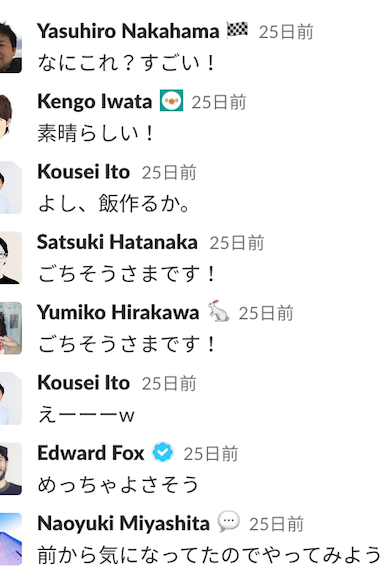 Yasuhiro Nakahama 25日前
なにこれ？すごい！
Kengo Iwata 25日前
素晴らしい！
Kousei Ito 25日前
よし、飯作るか。
Satsuki Hatanaka 25日前
ごちそうさまです！
Yumiko Hirakawa 25日前
ごちそうさまです！
Kousei Ito 25日前
えーーーw
Edward Fox 25日前
めっちゃよさそう
Naoyuki Miyashita 25日前
前から気になってたのでやってみよう